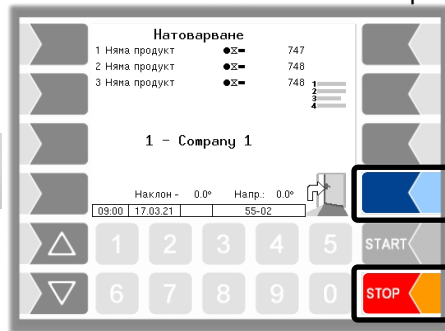 Натоварване
1 Няма продукт 747
2 Няма продукт 748
3 Няма продукт 748
1
2
3
4
1 - Company 1
Наклон - 0.0° Напр.: 0.0°
09:00 17.03.21 55-02
1 2 3 4 5 START
6 7 8 9 0 STOP